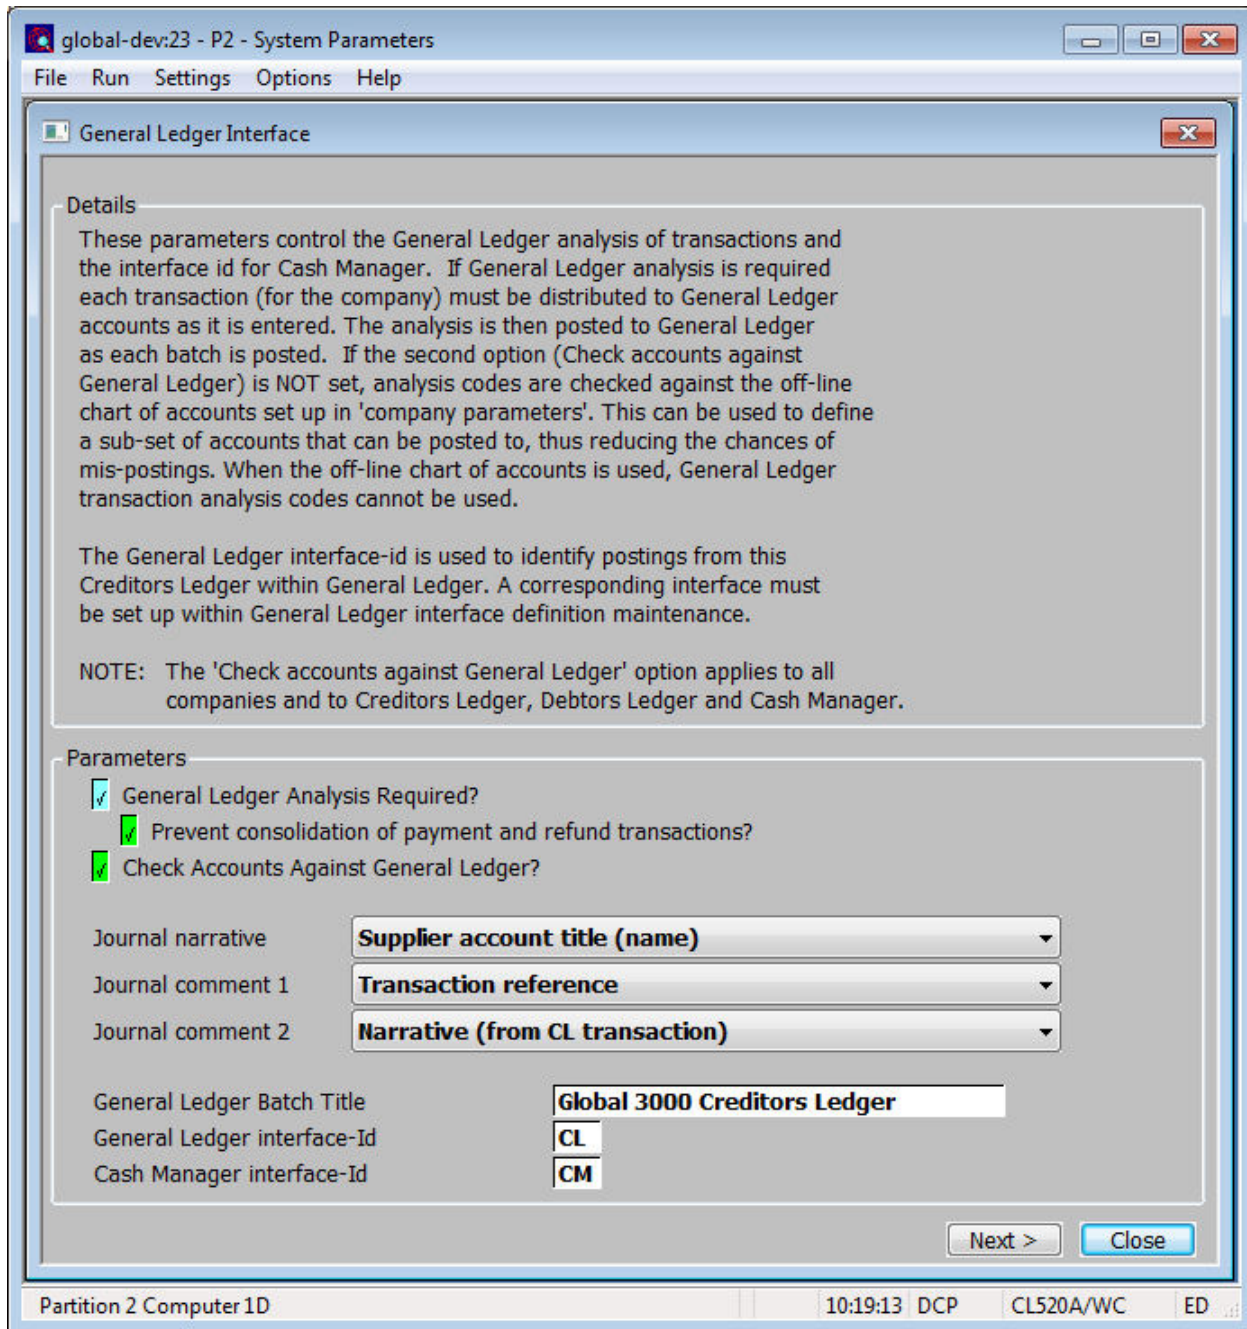 global-dev:23 - P2 - System Parameters
File Run Settings Options Help
General Ledger Interface
Details
These parameters control the General Ledger analysis of transactions and
the interface id for Cash Manager.  If General Ledger analysis is required
each transaction (for the company) must be distributed to General Ledger
accounts as it is entered. The analysis is then posted to General Ledger
as each batch is posted.  If the second option (Check accounts against
General Ledger) is NOT set, analysis codes are checked against the off-line
chart of accounts set up in 'company parameters'. This can be used to define
a sub-set of accounts that can be posted to, thus reducing the chances of
mis-postings. When the off-line chart of accounts is used, General Ledger
transaction analysis codes cannot be used.
The General Ledger interface-id is used to identify postings from this
Creditors Ledger within General Ledger. A corresponding interface must
be set up within General Ledger interface definition maintenance.
NOTE: The 'Check accounts against General Ledger' option applies to all
companies and to Creditors Ledger, Debtors Ledger and Cash Manager.
Parameters
General Ledger Analysis Required?
Prevent consolidation of payment and refund transactions?
Check Accounts Against General Ledger?
Journal narrative Supplier account title (name)
Journal comment 1 Transaction reference
Journal comment 2 Narrative (from CL transaction)
General Ledger Batch Title Global 3000 Creditors Ledger
General Ledger interface-Id CL
Cash Manager interface-Id CM
Next > Close
Partition 2 Computer 1D 10:19:13 DCP CL520A/WC ED